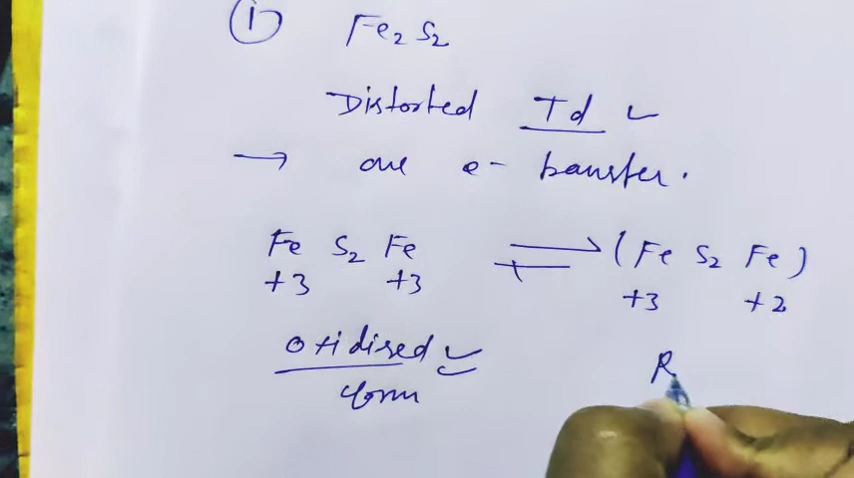 ① Fe₂ S₂
Distorted Td ✓
→ one e- transfer.
Fe S₂ Fe ⇌ (Fe S₂ Fe)
+3 +3 +3 +2
oxidised ✓
form
R